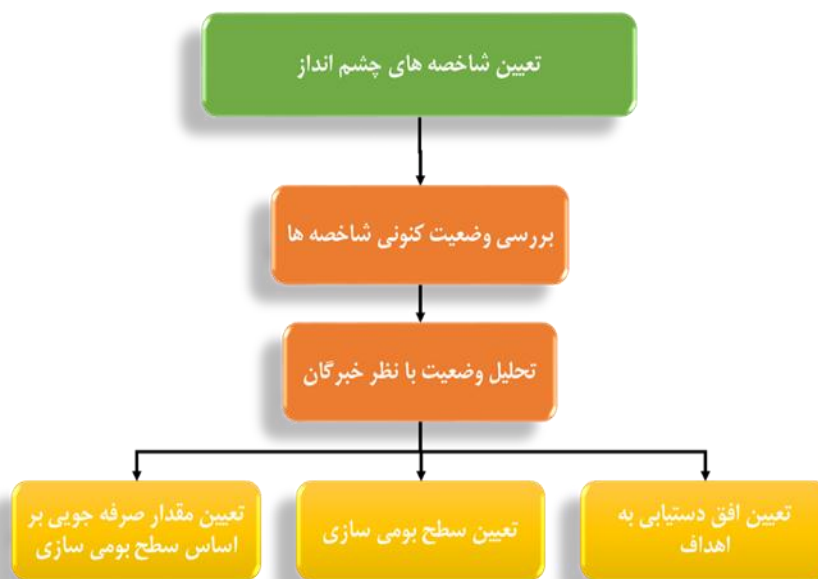 تعیین شاخصه های چشم انداز
بررسی وضعیت کنونی شاخصه ها
تحلیل وضعیت با نظر خبرگان
تعیین افق دستیابی به
اهداف
تعیین سطح بومی سازی
تعیین مقدار صرفه جویی بر
اساس سطح بومی سازی